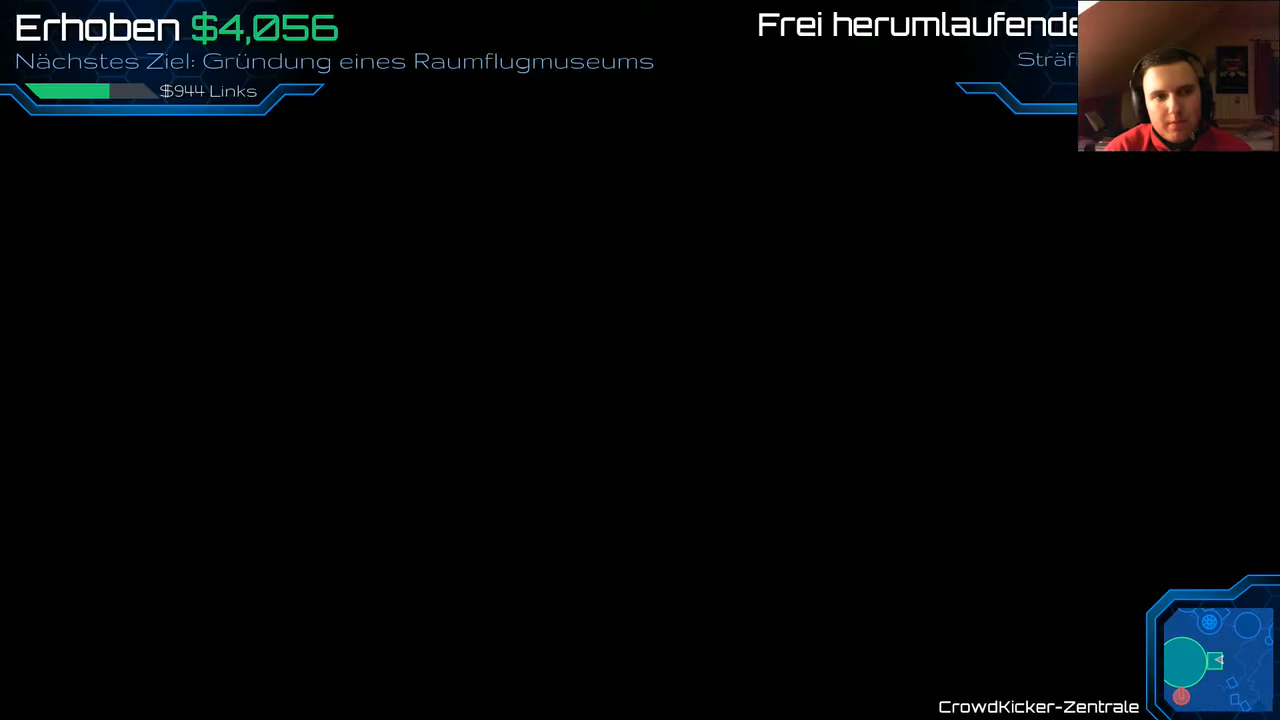 Erhoben $4,056
Nächstes Ziel: Gründung eines Raumflugmuseums
$944 Links
Frei herumlaufende
Sträf
CrowdKicker-Zentrale